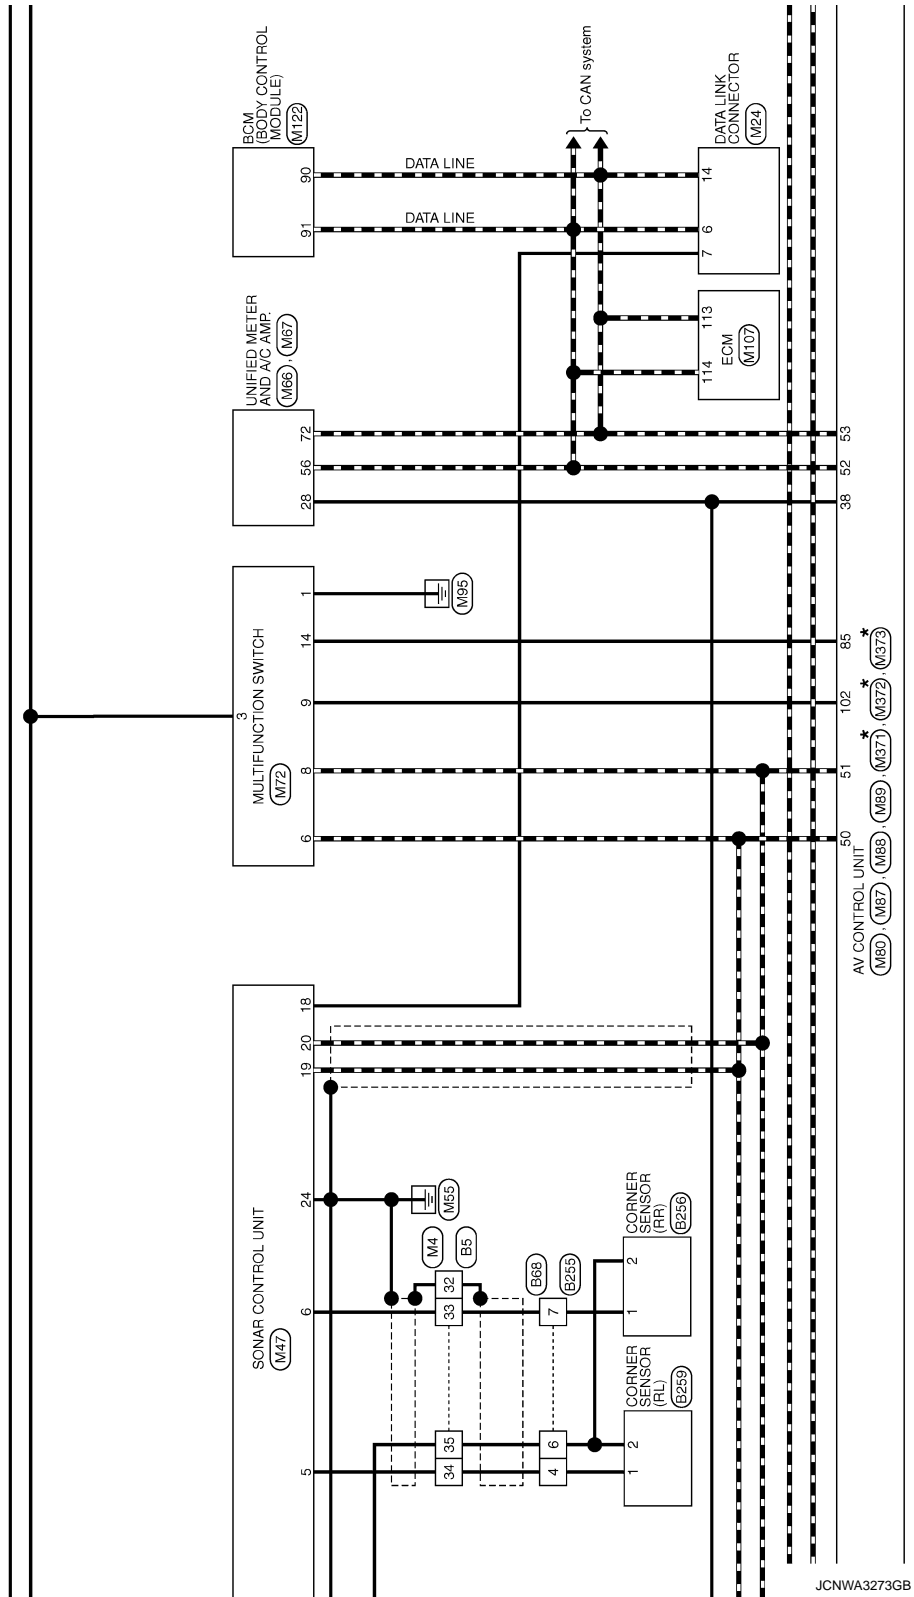 BCM
(BODY CONTROL
MODULE)
M122
90
91
DATA LINE
DATA LINE
To CAN system
DATA LINK
CONNECTOR
M24
14
6
7
UNIFIED METER
AND A/C AMP.
M66 , M67
72
56
28
113
114
ECM
M107
53
52
38
MULTIFUNCTION SWITCH
M72
3
1
14
9
8
6
M95
85
102
51
50
AV CONTROL UNIT
M80 , M87 , M88 , M89 , M371 * , M372 * , M373 *
SONAR CONTROL UNIT
M47
18
20
19
24
6
5
M55
M4
B5
32
33
35
34
B68
B255
7
6
4
CORNER
SENSOR
(RR)
B256
2
1
CORNER
SENSOR
(RL)
B259
2
1
JCNWA3273GB